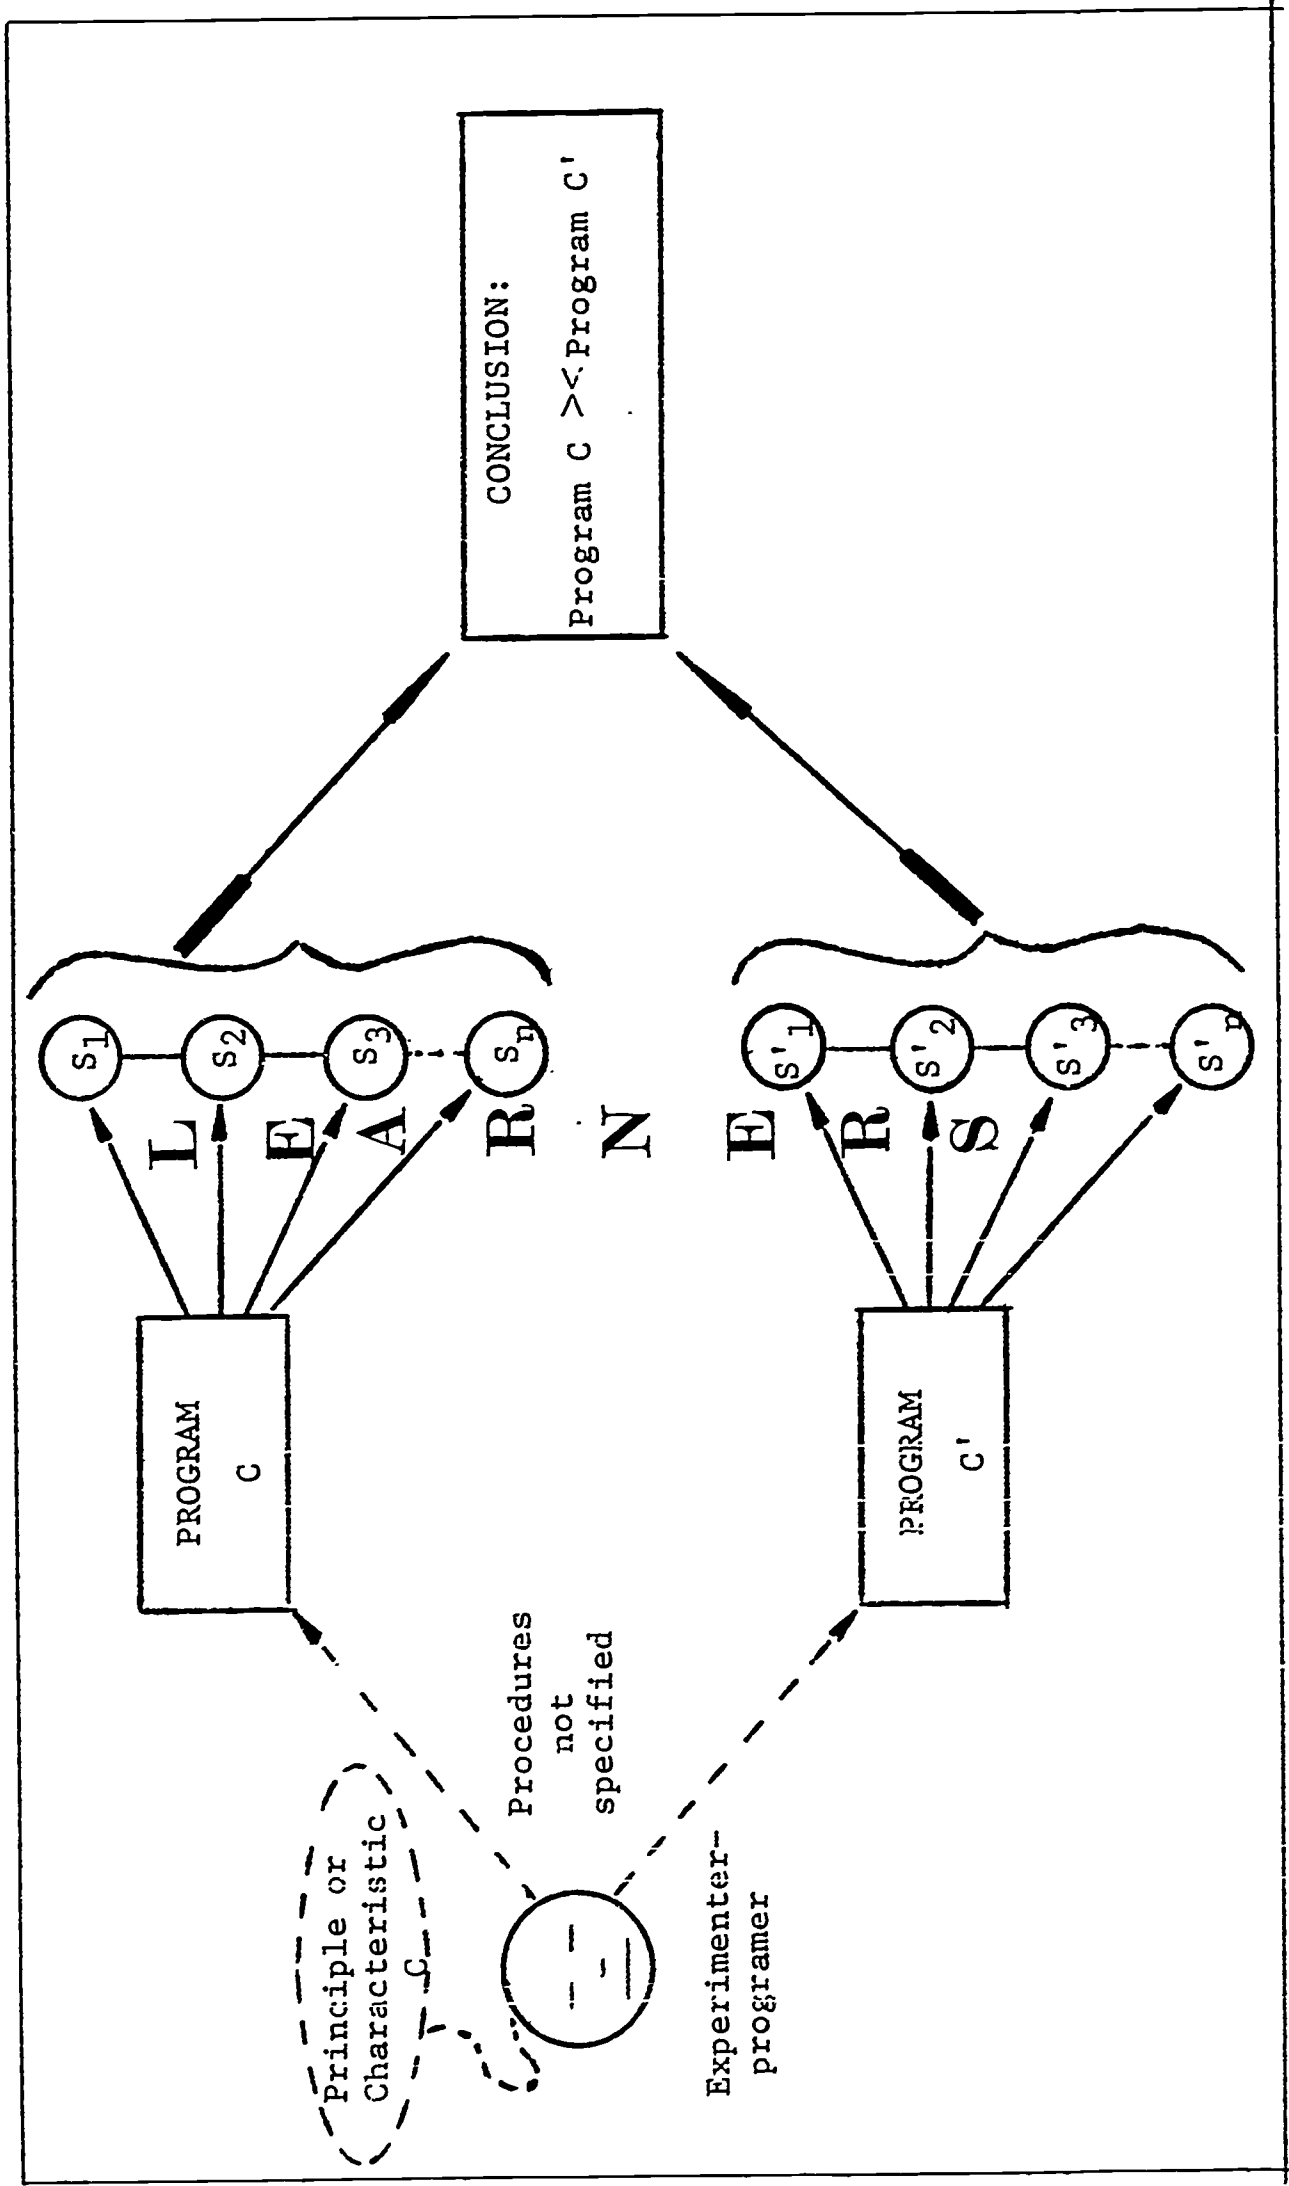 Principle or
Characteristic
C
Experimenter-
programer
Procedures
not
specified
PROGRAM
C
PROGRAM
C'
LEARNERS
s1
s2
s3
sn
s'1
s'2
s'3
s'n
CONCLUSION:
Program C ><Program C'